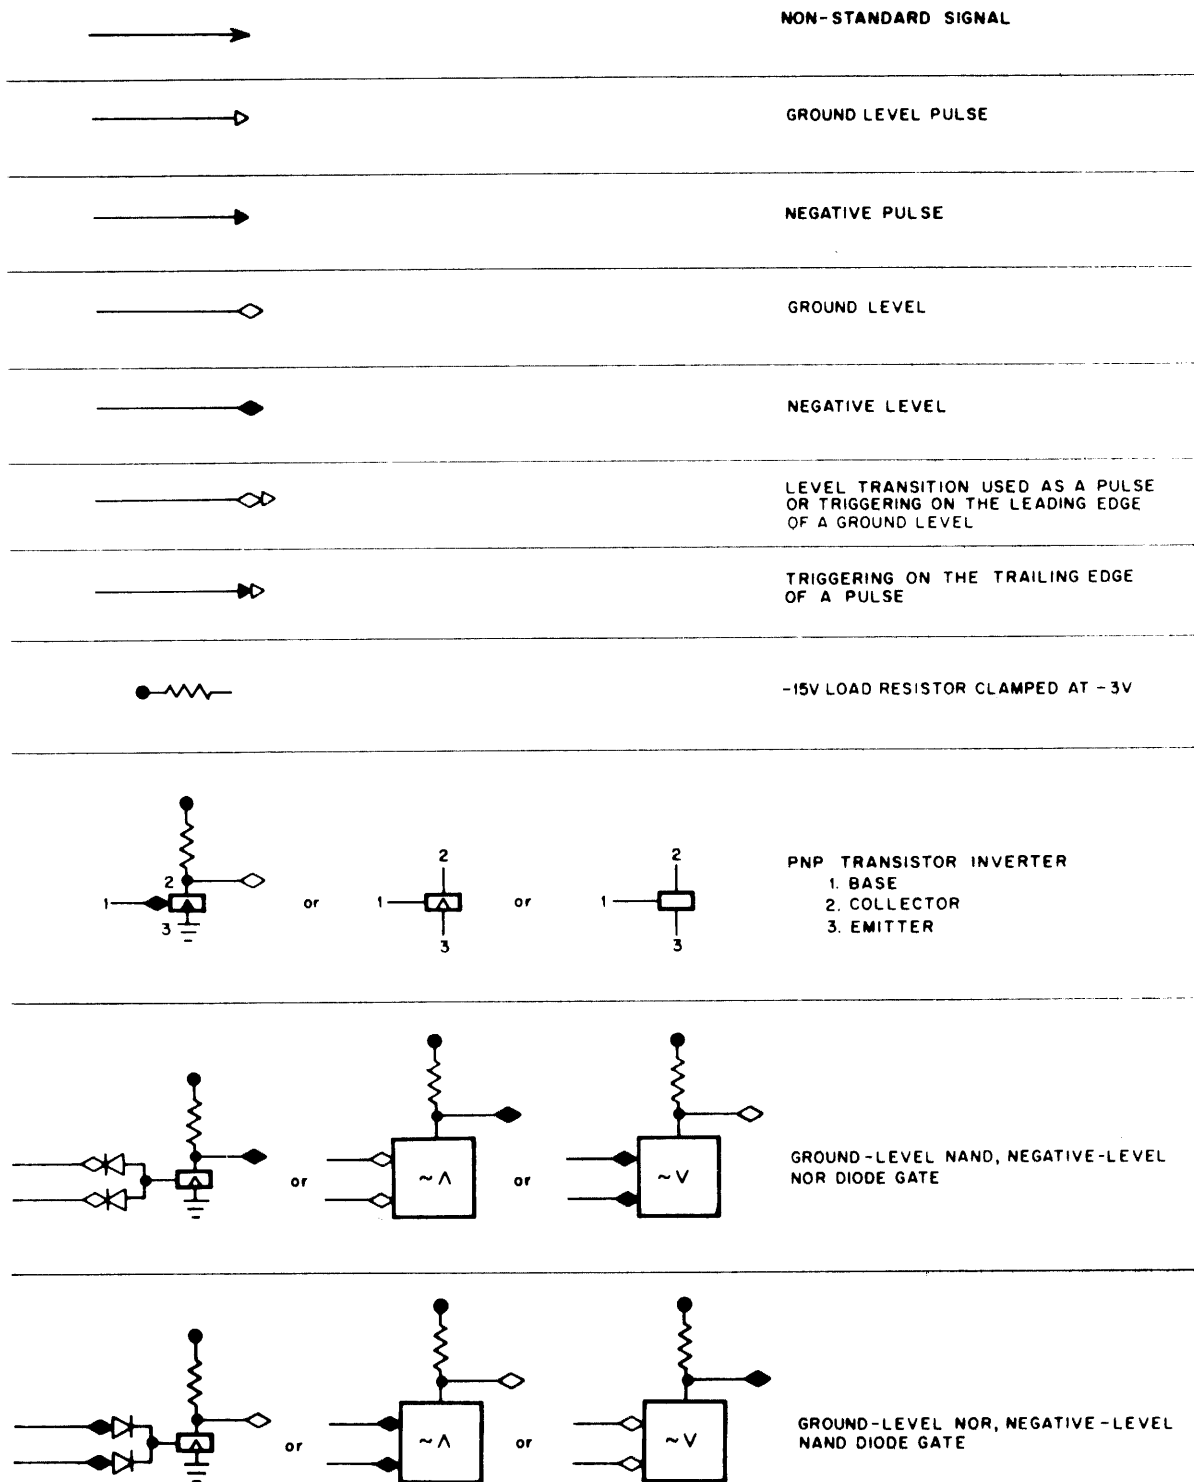 NON-STANDARD SIGNAL
GROUND LEVEL PULSE
NEGATIVE PULSE
GROUND LEVEL
NEGATIVE LEVEL
LEVEL TRANSITION USED AS A PULSE
OR TRIGGERING ON THE LEADING EDGE
OF A GROUND LEVEL
TRIGGERING ON THE TRAILING EDGE
OF A PULSE
-15V LOAD RESISTOR CLAMPED AT -3V
2
1
3
or
2
1
3
or
2
1
3
PNP TRANSISTOR INVERTER
1. BASE
2. COLLECTOR
3. EMITTER
or
~ Λ
or
~ V
GROUND-LEVEL NAND, NEGATIVE-LEVEL
NOR DIODE GATE
or
~ Λ
or
~ V
GROUND-LEVEL NOR, NEGATIVE-LEVEL
NAND DIODE GATE